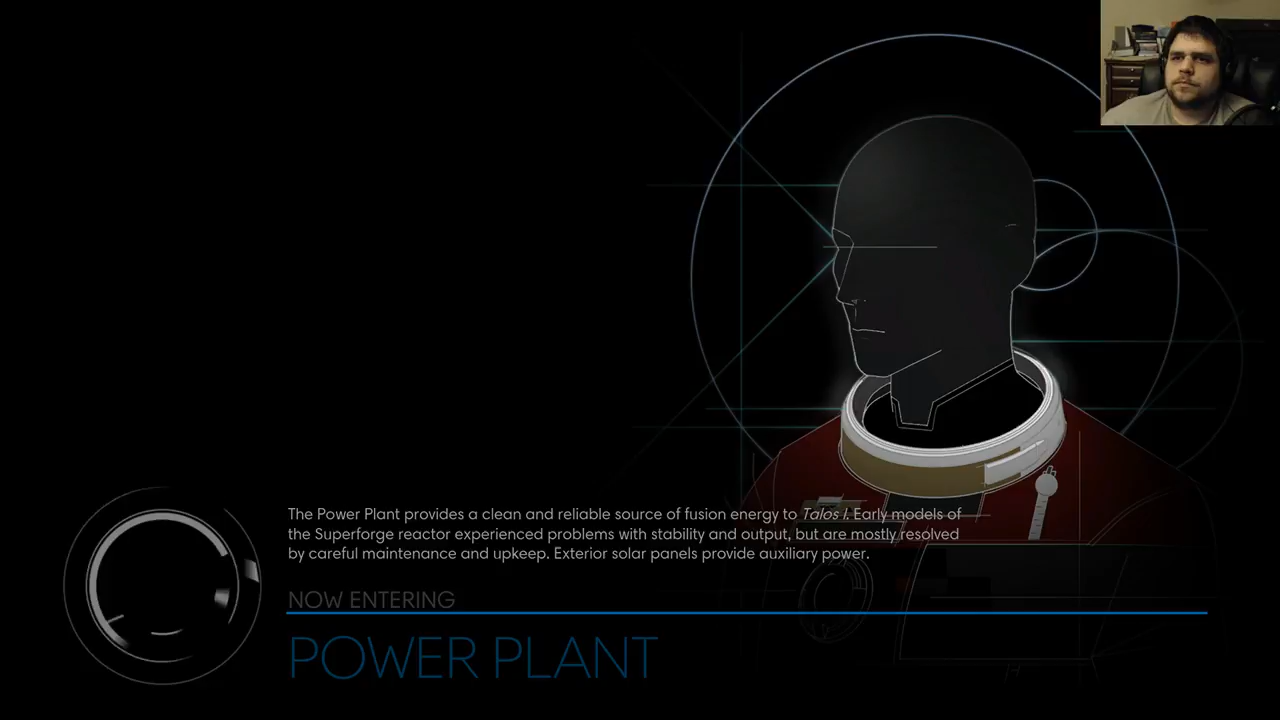 The Power Plant provides a clean and reliable source of fusion energy to Talos I. Early models of
the Superforge reactor experienced problems with stability and output, but are mostly resolved
by careful maintenance and upkeep. Exterior solar panels provide auxiliary power.
NOW ENTERING
POWER PLANT